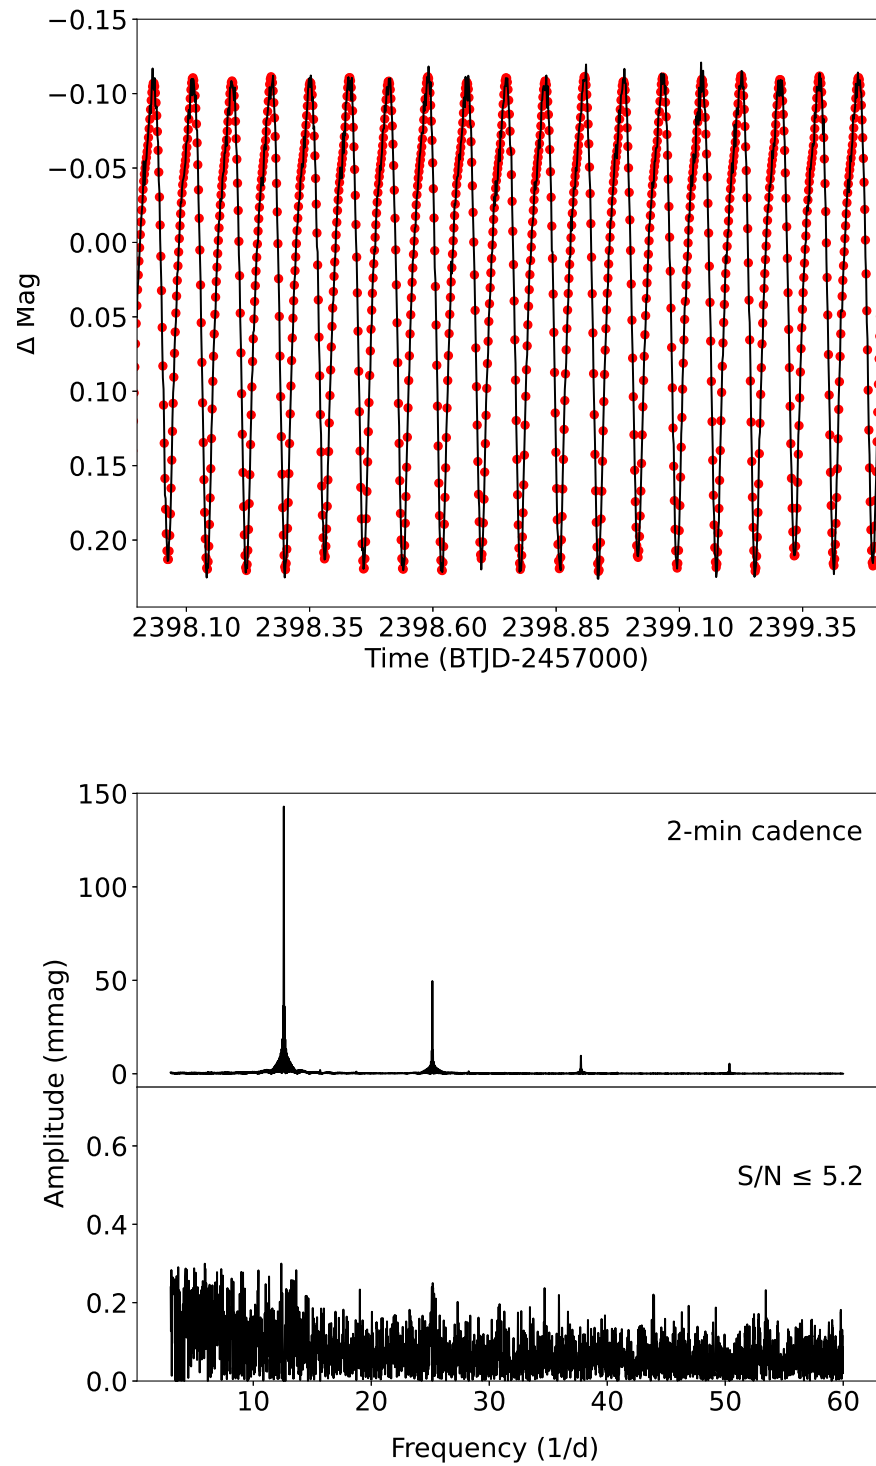 −0.15
−0.10
−0.05
0.00
0.05
0.10
0.15
0.20
Δ Mag
2398.10 2398.35 2398.60 2398.85 2399.10 2399.35
Time (BTJD-2457000)
150
100
50
0
2-min cadence
Amplitude (mmag)
0.6
0.4
0.2
0.0
S/N ≤ 5.2
10 20 30 40 50 60
Frequency (1/d)